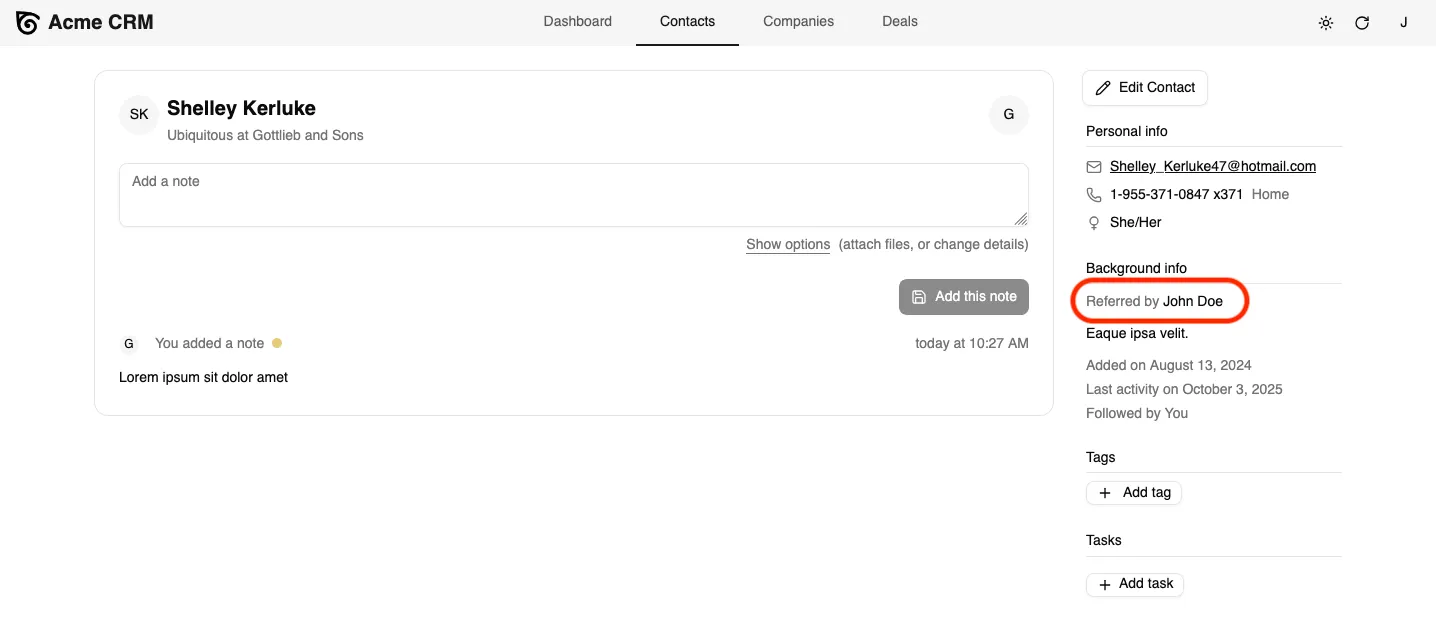 Acme CRM
Dashboard
Contacts
Companies
Deals
J
SK
Shelley Kerluke
Ubiquitous at Gottlieb and Sons
G
Add a note
Show options (attach files, or change details)
Add this note
G
You added a note
today at 10:27 AM
Lorem ipsum sit dolor amet
Edit Contact
Personal info
Shelley_Kerluke47@hotmail.com
1-955-371-0847 x371 Home
She/Her
Background info
Referred by John Doe
Eaque ipsa velit.
Added on August 13, 2024
Last activity on October 3, 2025
Followed by You
Tags
Add tag
Tasks
Add task